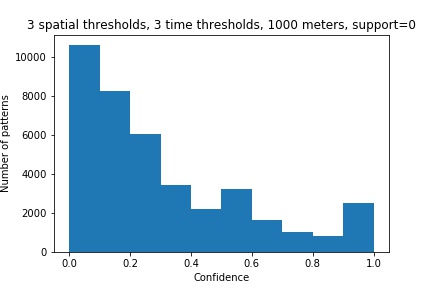 3 spatial thresholds, 3 time thresholds, 1000 meters, support=0
10000
8000
6000
4000
2000
0
Number of patterns
0.0 0.2 0.4 0.6 0.8 1.0
Confidence